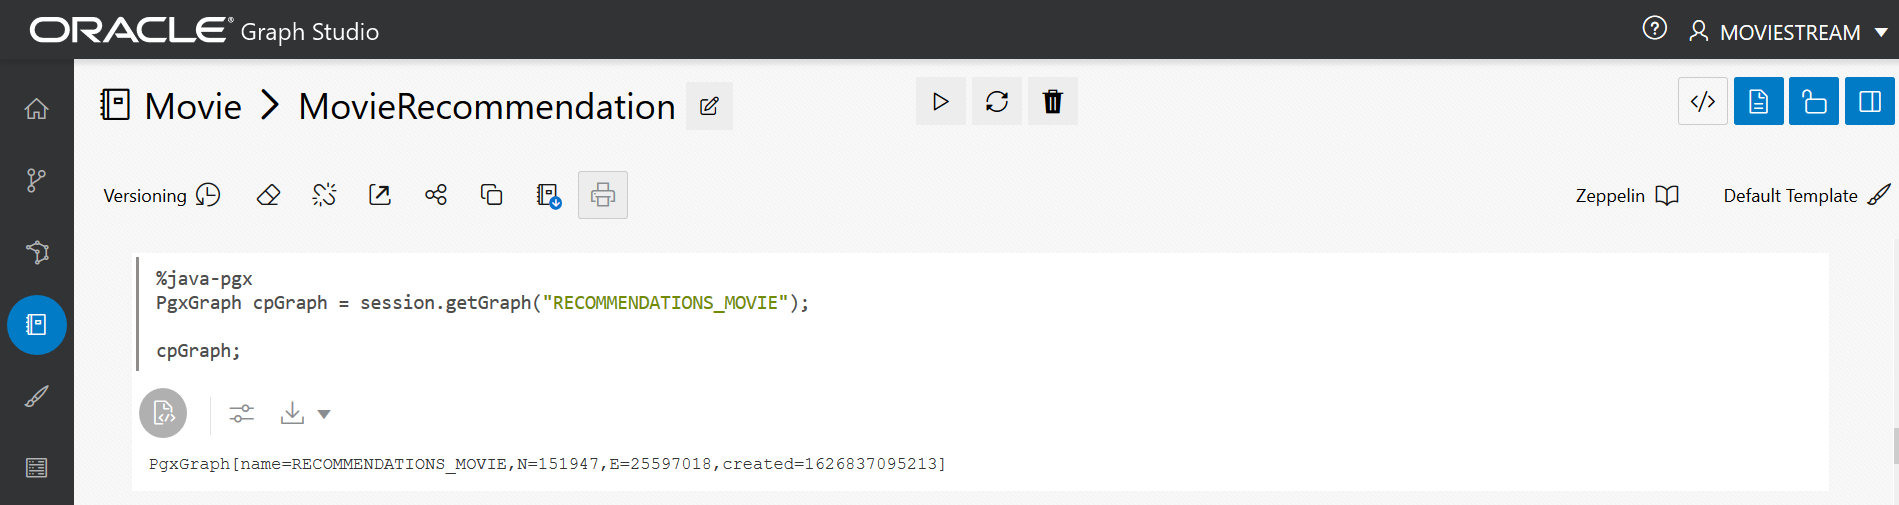 ORACLE® Graph Studio
MOVIESTREAM
Movie > MovieRecommendation
Versioning
Zeppelin
Default Template
%java-pgx
PgxGraph cpGraph = session.getGraph("RECOMMENDATIONS_MOVIE");
cpGraph;
PgxGraph[name=RECOMMENDATIONS_MOVIE,N=151947,E=25597018,created=1626837095213]